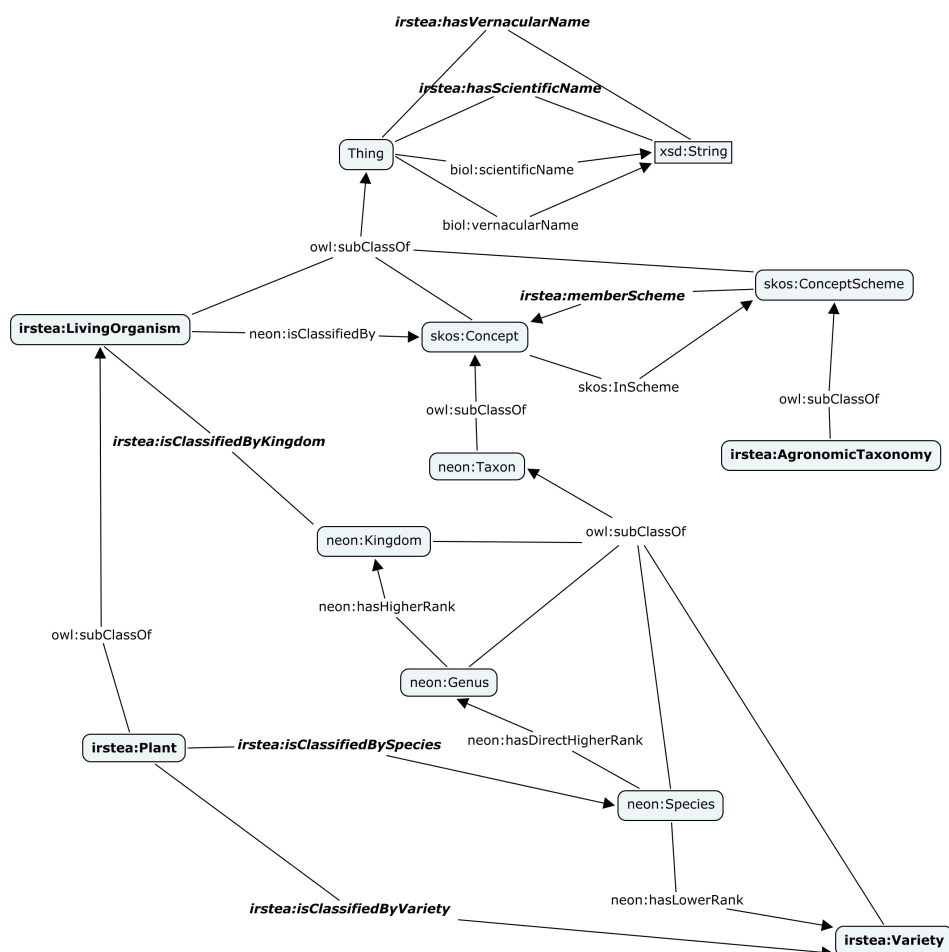 irstea:hasVernacularName
irstea:hasScientificName
Thing
xsd:String
biol:scientificName
biol:vernacularName
owl:subClassOf
skos:ConceptScheme
irstea:memberScheme
irstea:LivingOrganism
neon:isClassifiedBy
skos:Concept
skos:InScheme
owl:subClassOf
owl:subClassOf
irstea:isClassifiedByKingdom
irstea:AgronomicTaxonomy
neon:Taxon
owl:subClassOf
neon:Kingdom
neon:hasHigherRank
owl:subClassOf
neon:Genus
neon:hasDirectHigherRank
irstea:Plant
irstea:isClassifiedBySpecies
neon:Species
neon:hasLowerRank
irstea:isClassifiedByVariety
irstea:Variety